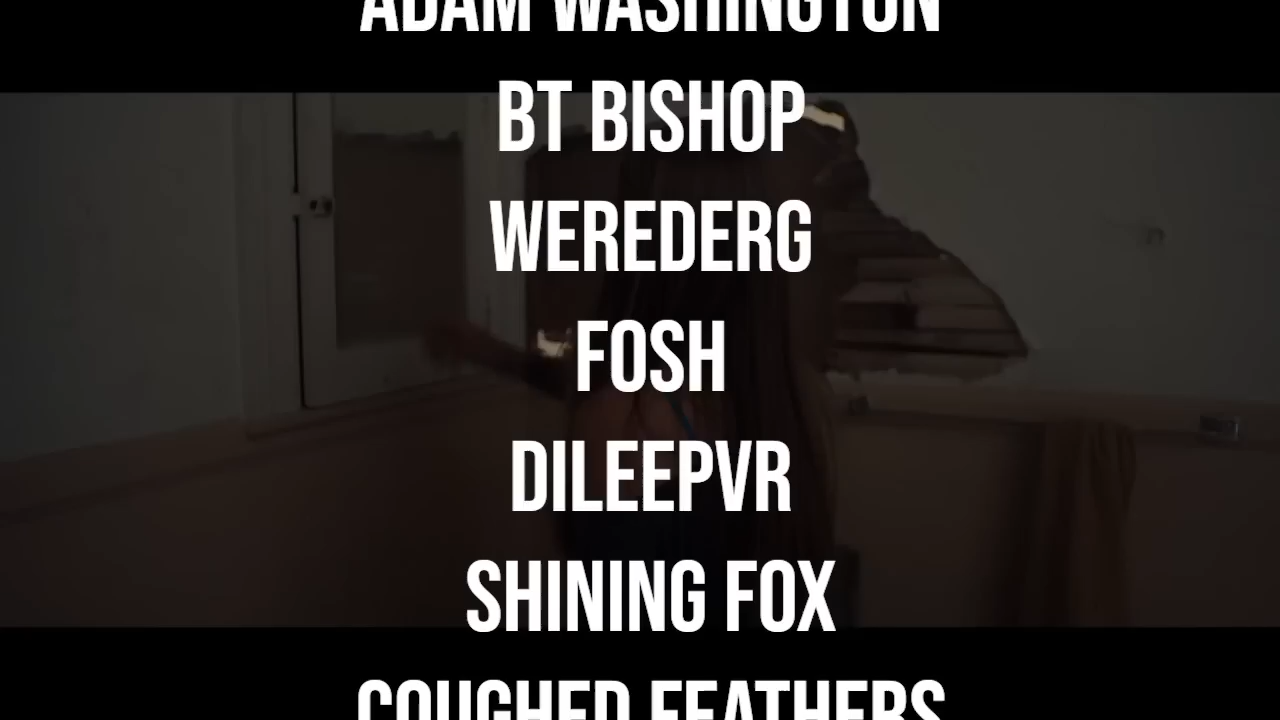 ADAM WASHINGTON
BT BISHOP
WEREDERG
FOSH
DILEEPVR
SHINING FOX
COUGHED FEATHERS